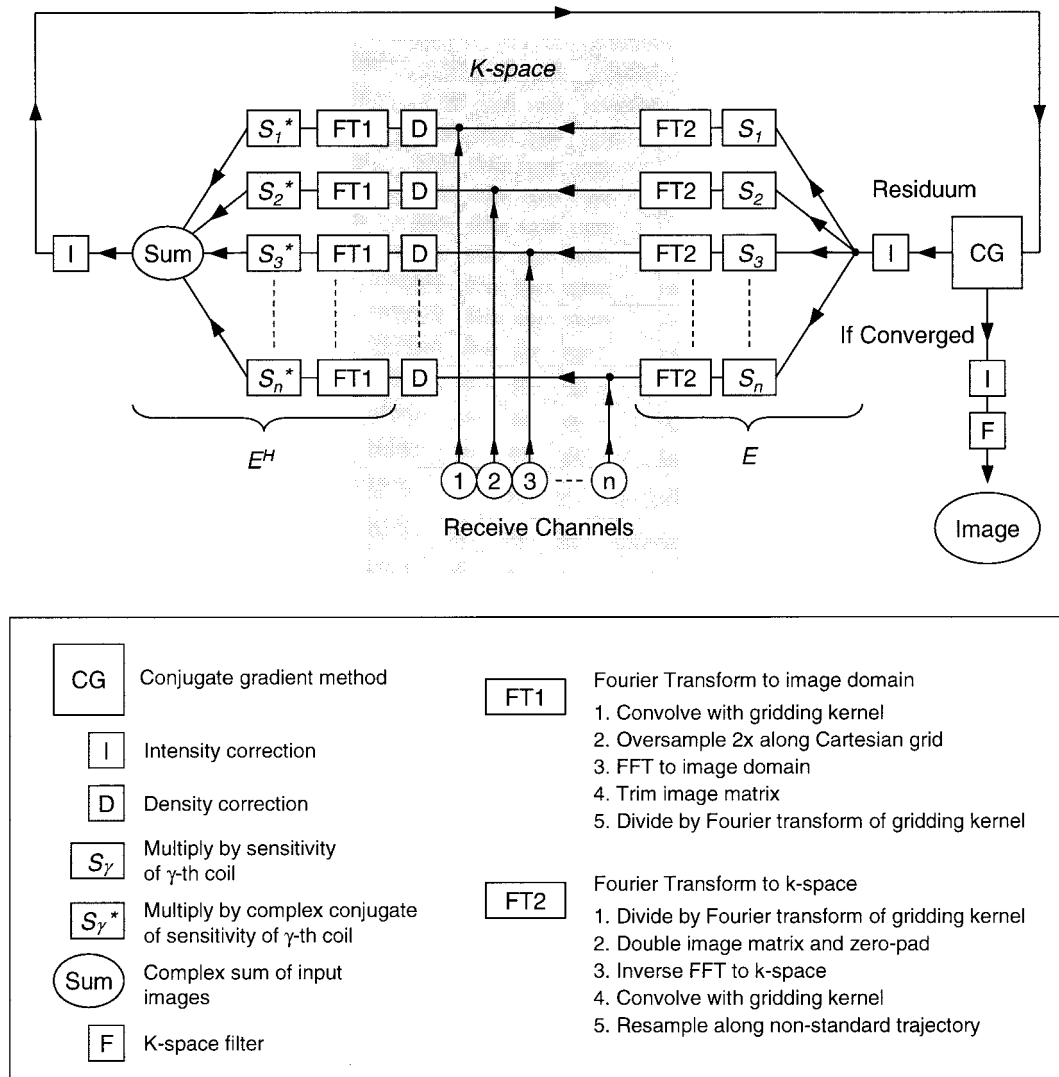 K-space
S1* FT1 D FT2 S1
S2* FT1 D FT2 S2
Residuum
I Sum S3* FT1 D FT2 S3 I CG
If Converged
Sn* FT1 D FT2 Sn
I
F
E^H
E
1 2 3 n
Receive Channels
Image
CG Conjugate gradient method
I Intensity correction
D Density correction
Sγ Multiply by sensitivity
of γ-th coil
Sγ* Multiply by complex conjugate
of sensitivity of γ-th coil
Sum Complex sum of input
images
F K-space filter
FT1 Fourier Transform to image domain
1. Convolve with gridding kernel
2. Oversample 2x along Cartesian grid
3. FFT to image domain
4. Trim image matrix
5. Divide by Fourier transform of gridding kernel
FT2 Fourier Transform to k-space
1. Divide by Fourier transform of gridding kernel
2. Double image matrix and zero-pad
3. Inverse FFT to k-space
4. Convolve with gridding kernel
5. Resample along non-standard trajectory